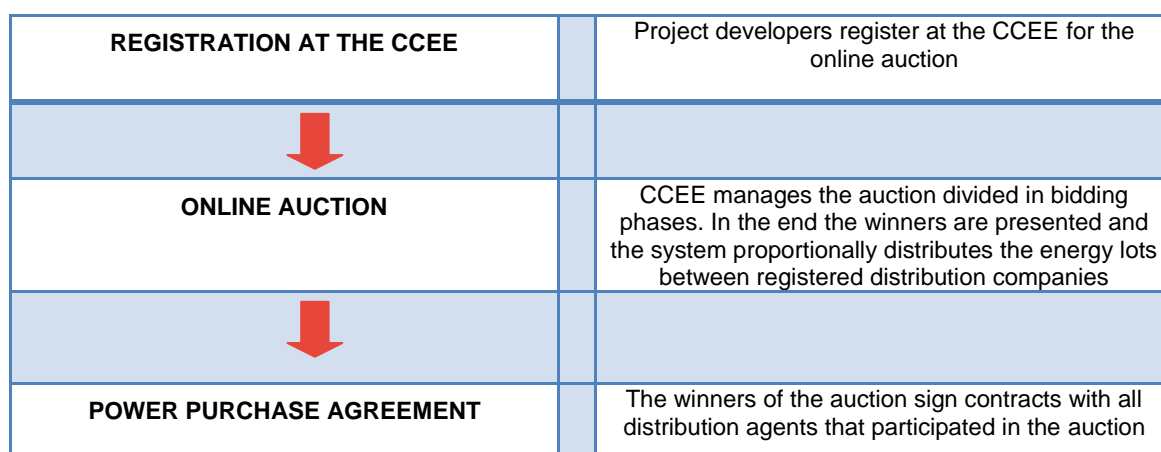 REGISTRATION AT THE CCEE
Project developers register at the CCEE for the
online auction
ONLINE AUCTION
CCEE manages the auction divided in bidding
phases. In the end the winners are presented and
the system proportionally distributes the energy lots
between registered distribution companies
POWER PURCHASE AGREEMENT
The winners of the auction sign contracts with all
distribution agents that participated in the auction